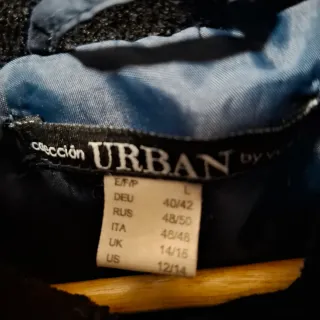 colección URBAN by
E/F/P L
DEU 40/42
RUS 48/50
ITA 46/48
UK 14/16
US 12/14